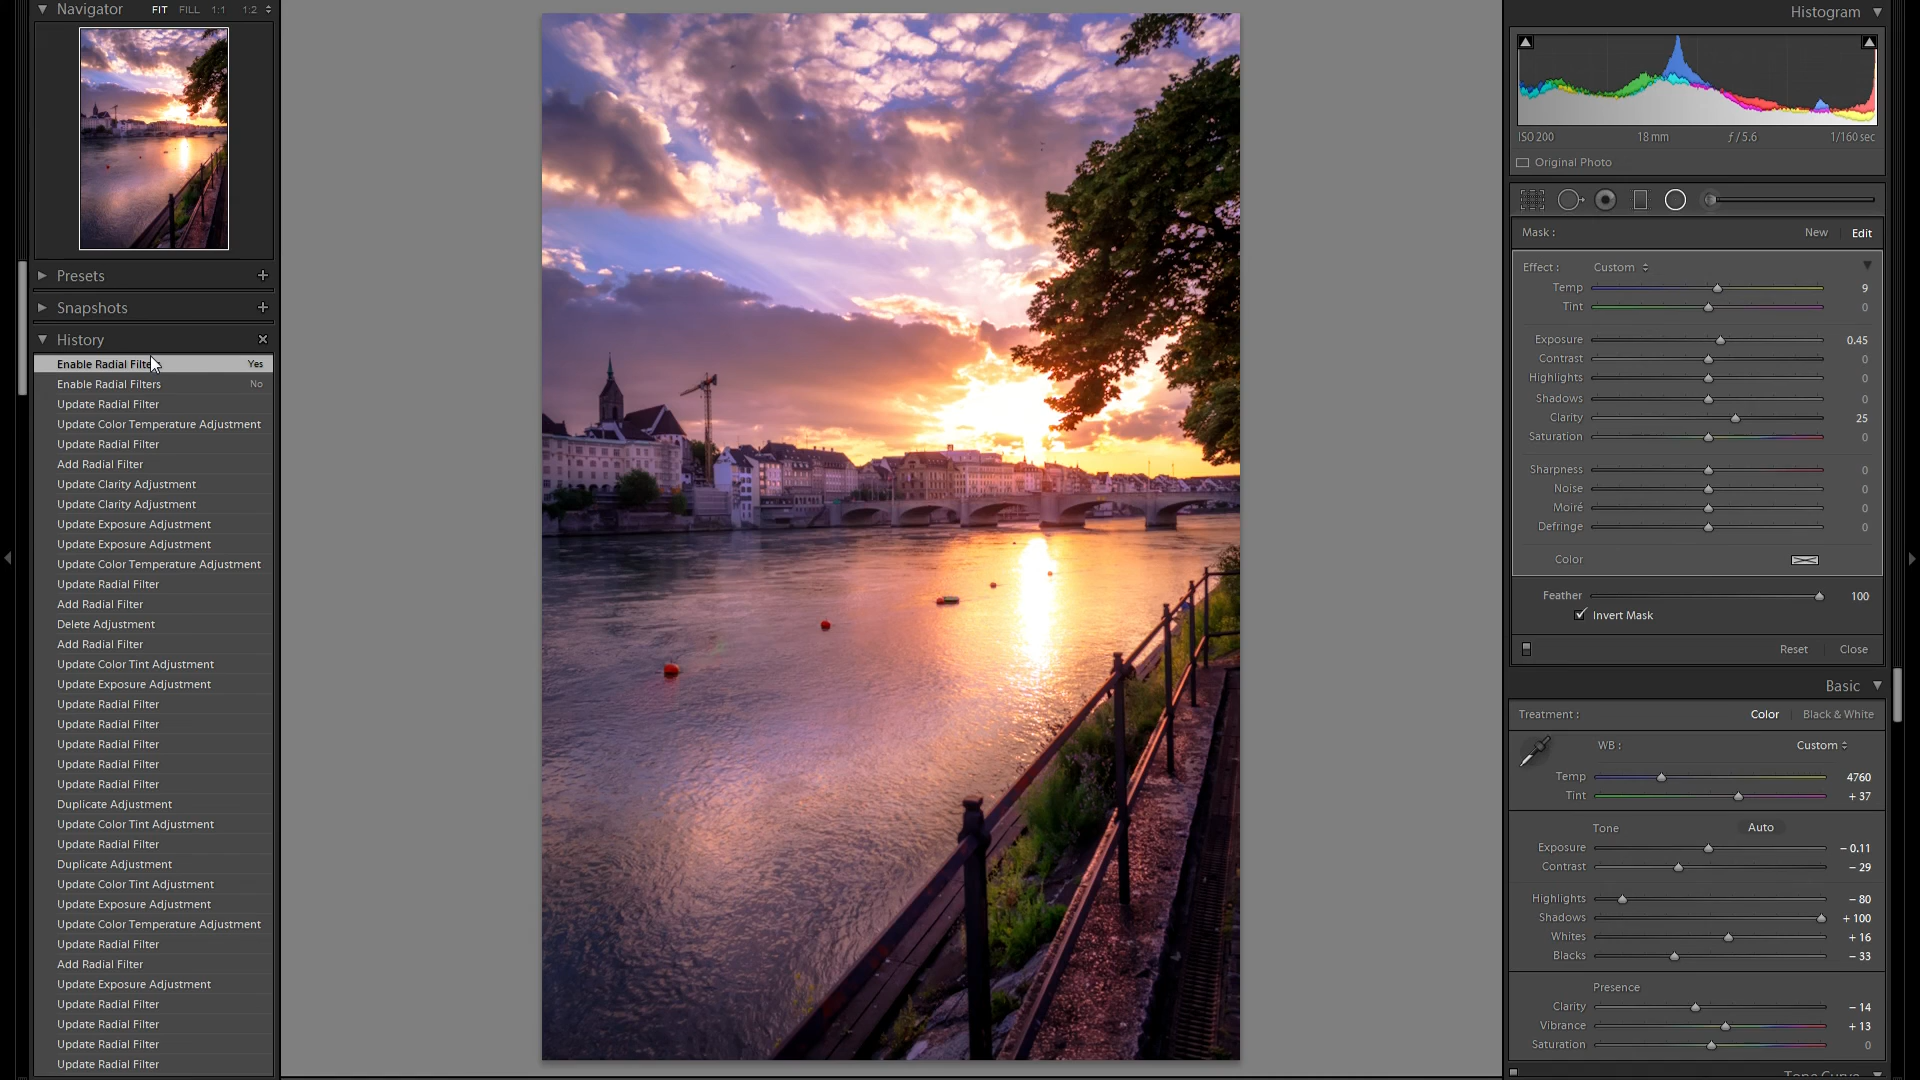 Navigator FIT FILL 1:1 1:2
Presets
Snapshots
History
Enable Radial Filte Yes
Enable Radial Filters No
Update Radial Filter
Update Color Temperature Adjustment
Update Radial Filter
Add Radial Filter
Update Clarity Adjustment
Update Clarity Adjustment
Update Exposure Adjustment
Update Exposure Adjustment
Update Color Temperature Adjustment
Update Radial Filter
Add Radial Filter
Delete Adjustment
Add Radial Filter
Update Color Tint Adjustment
Update Exposure Adjustment
Update Radial Filter
Update Radial Filter
Update Radial Filter
Update Radial Filter
Update Radial Filter
Duplicate Adjustment
Update Color Tint Adjustment
Update Radial Filter
Duplicate Adjustment
Update Color Tint Adjustment
Update Exposure Adjustment
Update Color Temperature Adjustment
Update Radial Filter
Add Radial Filter
Update Exposure Adjustment
Update Radial Filter
Update Radial Filter
Update Radial Filter
Update Radial Filter
Histogram
ISO 200 18 mm ƒ / 5.6 1/160 sec
Original Photo
Mask : New Edit
Effect : Custom
Temp 9
Tint 0
Exposure 0.45
Contrast 0
Highlights 0
Shadows 0
Clarity 25
Saturation 0
Sharpness 0
Noise 0
Moiré 0
Defringe 0
Color
Feather 100
Invert Mask
Reset Close
Basic
Treatment : Color Black & White
WB : Custom
Temp 4760
Tint + 37
Tone Auto
Exposure − 0.11
Contrast − 29
Highlights − 80
Shadows + 100
Whites + 16
Blacks − 33
Presence
Clarity − 14
Vibrance + 13
Saturation 0
Tone Curve